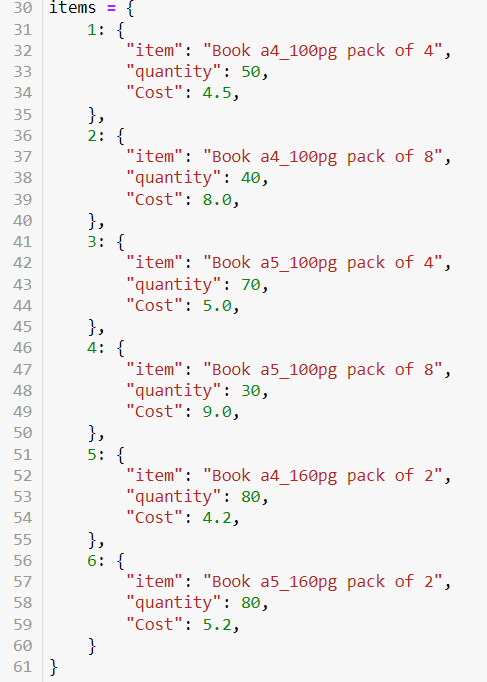 30 items = {
31     1: {
32         "item": "Book a4_100pg pack of 4",
33         "quantity": 50,
34         "Cost": 4.5,
35     },
36     2: {
37         "item": "Book a4_100pg pack of 8",
38         "quantity": 40,
39         "Cost": 8.0,
40     },
41     3: {
42         "item": "Book a5_100pg pack of 4",
43         "quantity": 70,
44         "Cost": 5.0,
45     },
46     4: {
47         "item": "Book a5_100pg pack of 8",
48         "quantity": 30,
49         "Cost": 9.0,
50     },
51     5: {
52         "item": "Book a4_160pg pack of 2",
53         "quantity": 80,
54         "Cost": 4.2,
55     },
56     6: {
57         "item": "Book a5_160pg pack of 2",
58         "quantity": 80,
59         "Cost": 5.2,
60     }
61 }